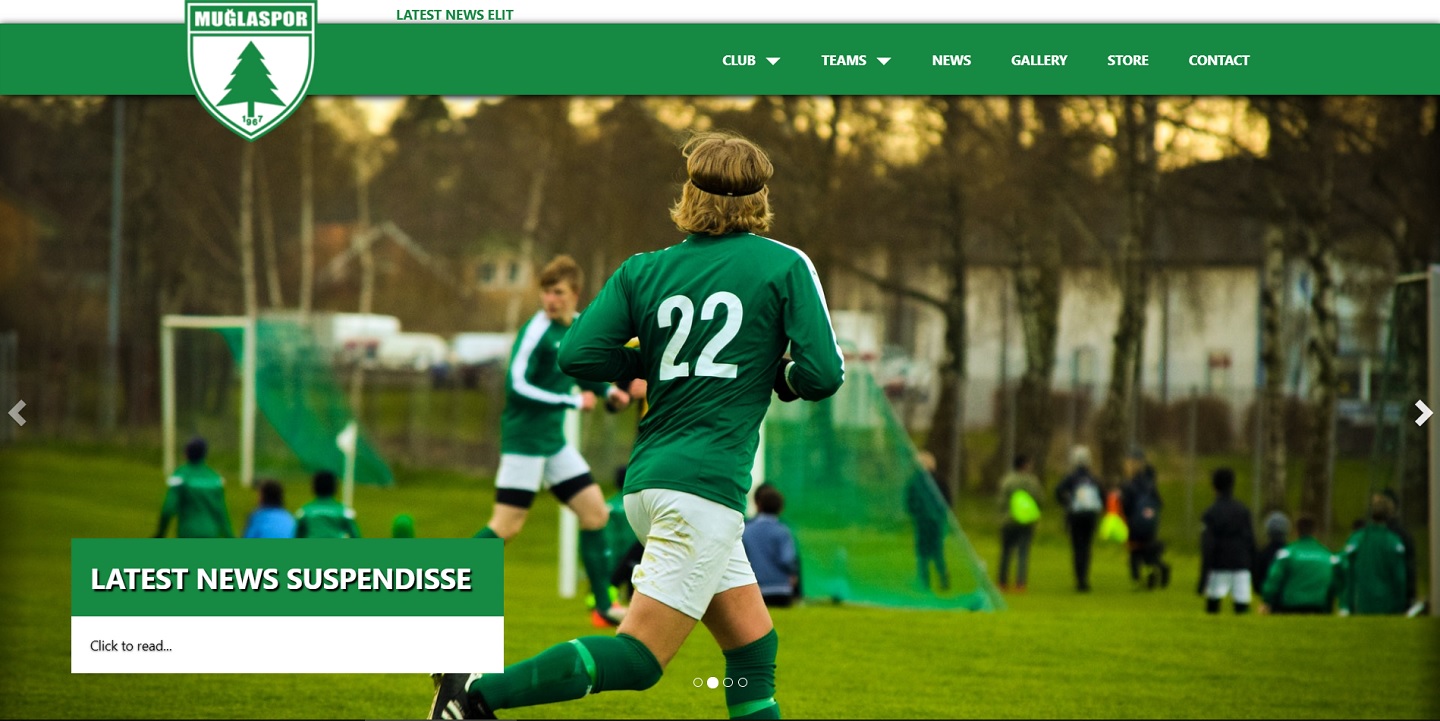 LATEST NEWS ELIT
MUĞLASPOR
1967
CLUB
TEAMS
NEWS
GALLERY
STORE
CONTACT
22
LATEST NEWS SUSPENDISSE
Click to read...